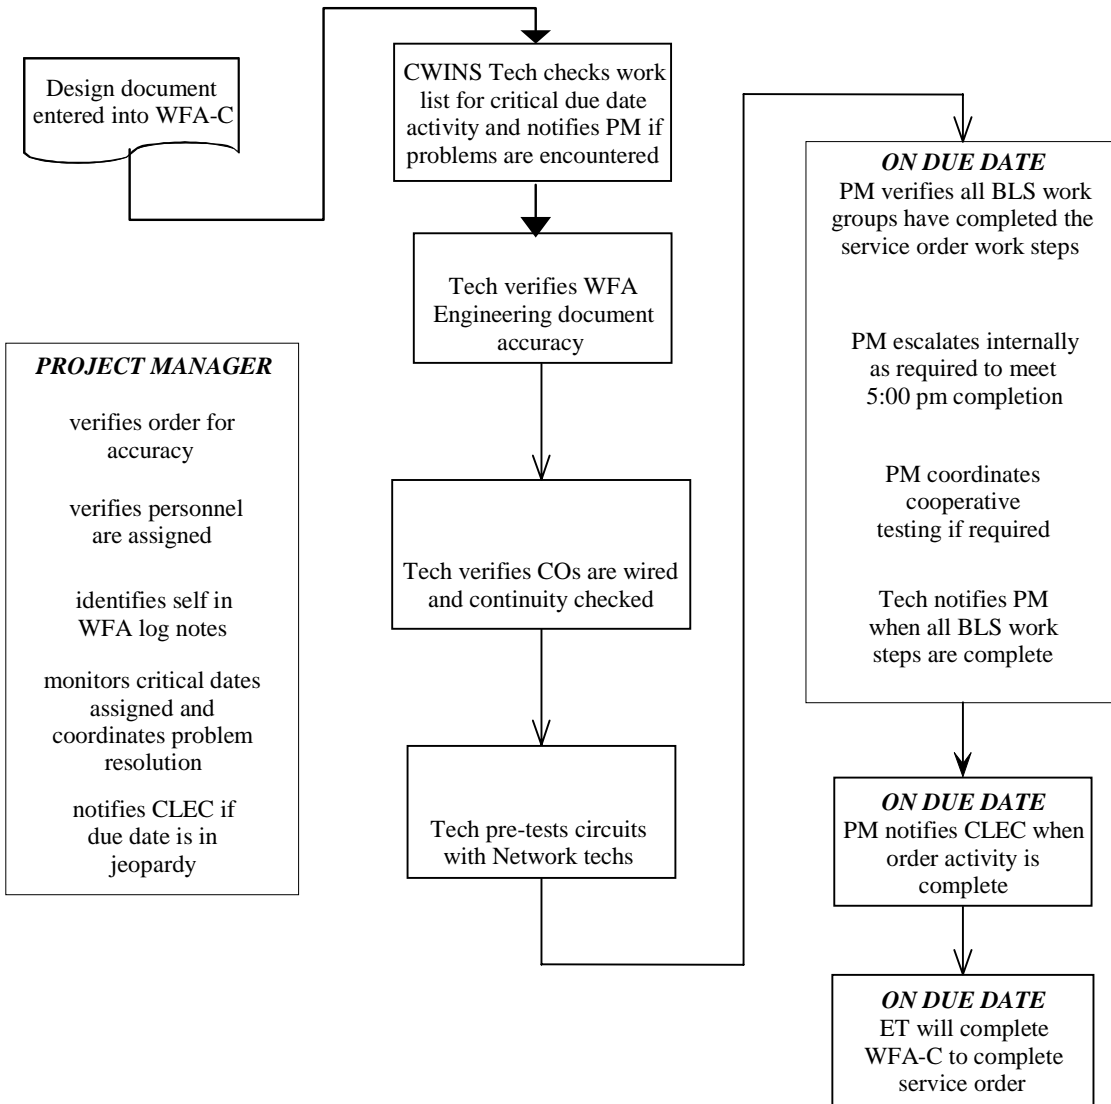 Design document
entered into WFA-C
CWINS Tech checks work
list for critical due date
activity and notifies PM if
problems are encountered
Tech verifies WFA
Engineering document
accuracy
Tech verifies COs are wired
and continuity checked
Tech pre-tests circuits
with Network techs
PROJECT MANAGER
verifies order for
accuracy
verifies personnel
are assigned
identifies self in
WFA log notes
monitors critical dates
assigned and
coordinates problem
resolution
notifies CLEC if
due date is in
jeopardy
ON DUE DATE
PM verifies all BLS work
groups have completed the
service order work steps
PM escalates internally
as required to meet
5:00 pm completion
PM coordinates
cooperative
testing if required
Tech notifies PM
when all BLS work
steps are complete
ON DUE DATE
PM notifies CLEC when
order activity is
complete
ON DUE DATE
ET will complete
WFA-C to complete
service order